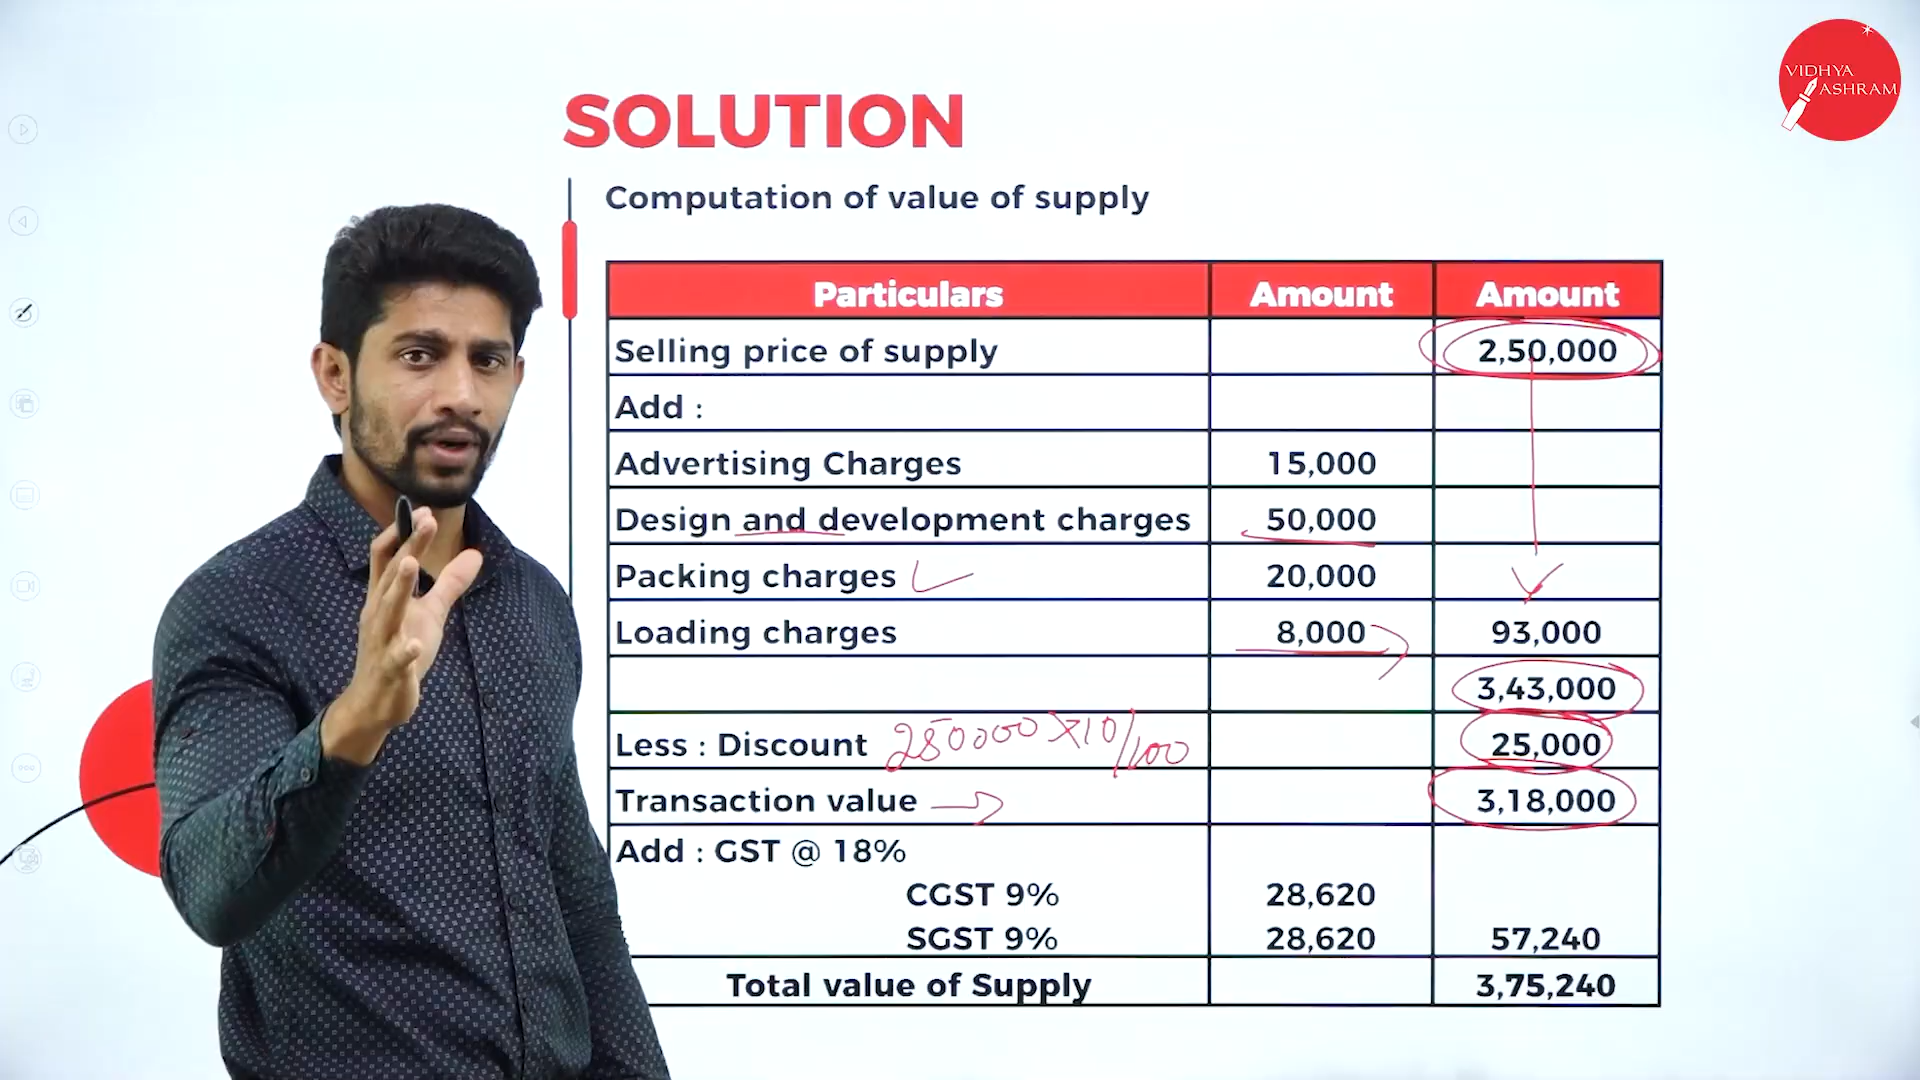 VIDHYA
ASHRAM
SOLUTION
Computation of value of supply
Particulars Amount Amount
Selling price of supply 2,50,000
Add :
Advertising Charges 15,000
Design and development charges 50,000
Packing charges 20,000
Loading charges 8,000 93,000
3,43,000
Less : Discount 250000 X 10/100 25,000
Transaction value 3,18,000
Add : GST @ 18%
CGST 9% 28,620
SGST 9% 28,620 57,240
Total value of Supply 3,75,240